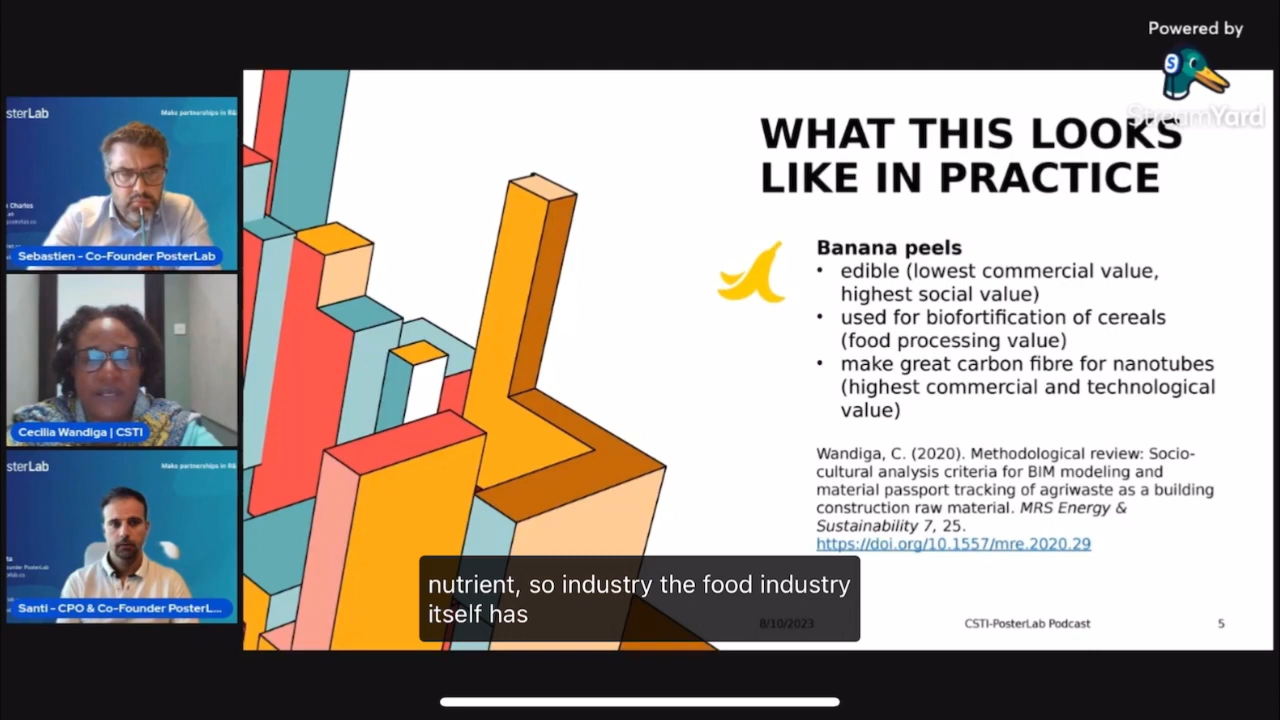 Powered by
StreamYard
sterLab
Make partnerships in R&
Charles
Sebastien - Co-Founder PosterLab
Cecilia Wandiga | CSTI
sterLab
Make partnerships in R&
Santi - CPO & Co-Founder PosterL...
WHAT THIS LOOKS
LIKE IN PRACTICE
Banana peels
• edible (lowest commercial value,
highest social value)
• used for biofortification of cereals
(food processing value)
• make great carbon fibre for nanotubes
(highest commercial and technological
value)
Wandiga, C. (2020). Methodological review: Socio-
cultural analysis criteria for BIM modeling and
material passport tracking of agriwaste as a building
construction raw material. MRS Energy &
Sustainability 7, 25.
https://doi.org/10.1557/mre.2020.29
nutrient, so industry the food industry
itself has
8/10/2023
CSTI-PosterLab Podcast
5